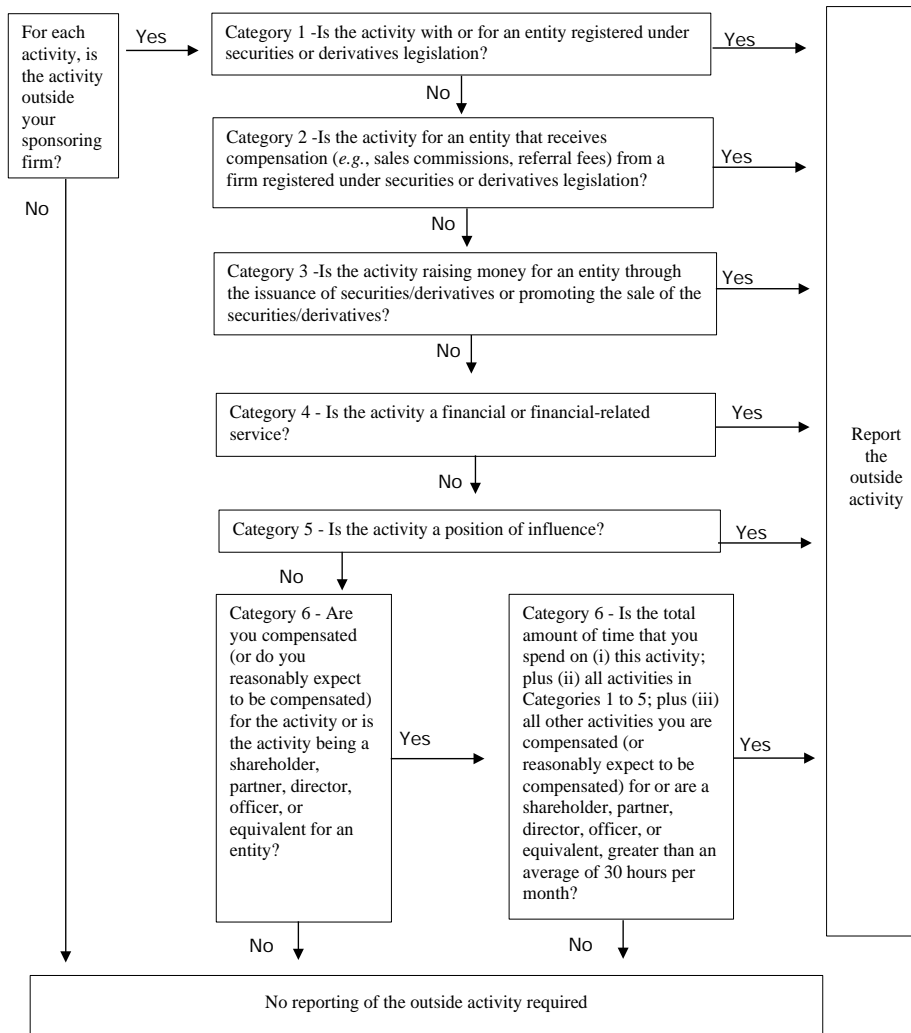 For each
activity, is
the activity
outside
your
sponsoring
firm?
Yes
No
Category 1 -Is the activity with or for an entity registered under
securities or derivatives legislation?
Yes
No
Category 2 -Is the activity for an entity that receives
compensation (e.g., sales commissions, referral fees) from a
firm registered under securities or derivatives legislation?
Yes
No
Category 3 -Is the activity raising money for an entity through
the issuance of securities/derivatives or promoting the sale of the
securities/derivatives?
Yes
No
Category 4 - Is the activity a financial or financial-related
service?
Yes
No
Category 5 - Is the activity a position of influence?
Yes
No
Category 6 - Are
you compensated
(or do you
reasonably expect
to be compensated)
for the activity or is
the activity being a
shareholder,
partner, director,
officer, or
equivalent for an
entity?
Yes
No
Category 6 - Is the total
amount of time that you
spend on (i) this activity;
plus (ii) all activities in
Categories 1 to 5; plus (iii)
all other activities you are
compensated (or
reasonably expect to be
compensated) for or are a
shareholder, partner,
director, officer, or
equivalent, greater than an
average of 30 hours per
month?
Yes
No
Report
the
outside
activity
No reporting of the outside activity required